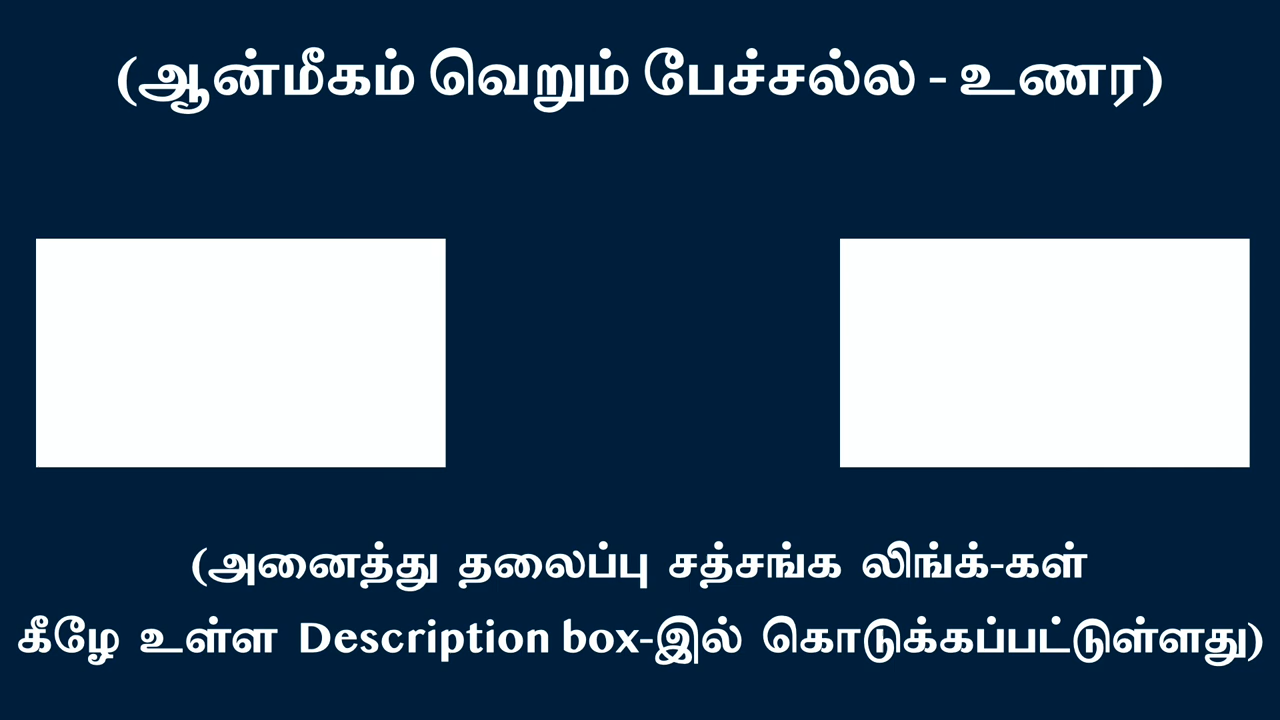 (ஆன்மீகம் வெறும் பேச்சல்ல - உணர)
(அனைத்து தலைப்பு சத்சங்க லிங்க்-கள்
கீழே உள்ள Description box-இல் கொடுக்கப்பட்டுள்ளது)